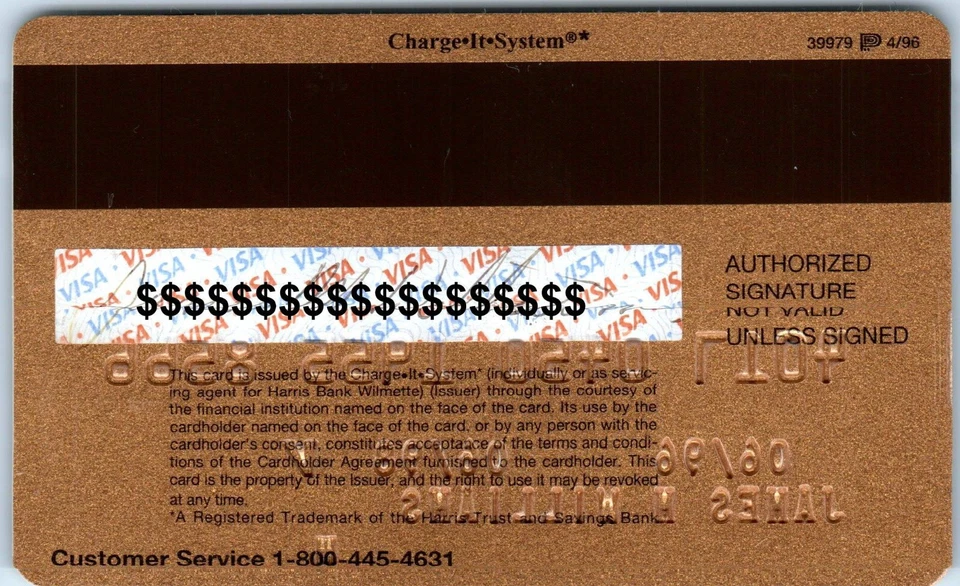 Charge•It•System®*
39979 4/96
VISA · VISA · VISA · VISA · VISA · VISA
$$$$$$$$$$$$$$$$$$$
AUTHORIZED
SIGNATURE
NOT VALID
UNLESS SIGNED
This card is issued by the Charge•It•System* (individually or as servic-
ing agent for Harris Bank Wilmette) (Issuer) through the courtesy of
the financial institution named on the face of the card. Its use by the
cardholder named on the face of the card, or by any person with the
cardholder's consent, constitutes acceptance of the terms and condi-
tions of the Cardholder Agreement furnished to the cardholder. This
card is the property of the Issuer, and the right to use it may be revoked
at any time.
*A Registered Trademark of the Harris Trust and Savings Bank
Customer Service 1-800-445-4631